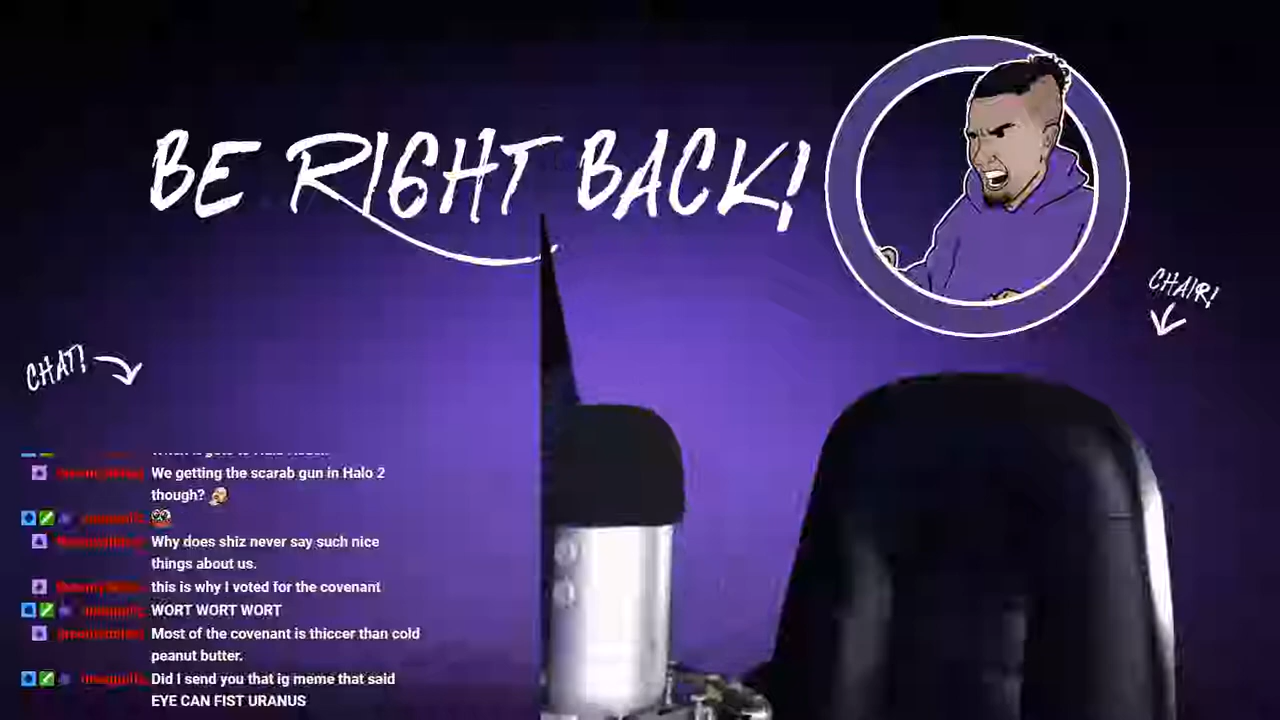 BE RIGHT BACK!
CHAIR!
CHAT!
We getting the scarab gun in Halo 2
though?
Why does shiz never say such nice
things about us.
this is why I voted for the covenant
WORT WORT WORT
Most of the covenant is thiccer than cold
peanut butter.
Did I send you that ig meme that said
EYE CAN FIST URANUS